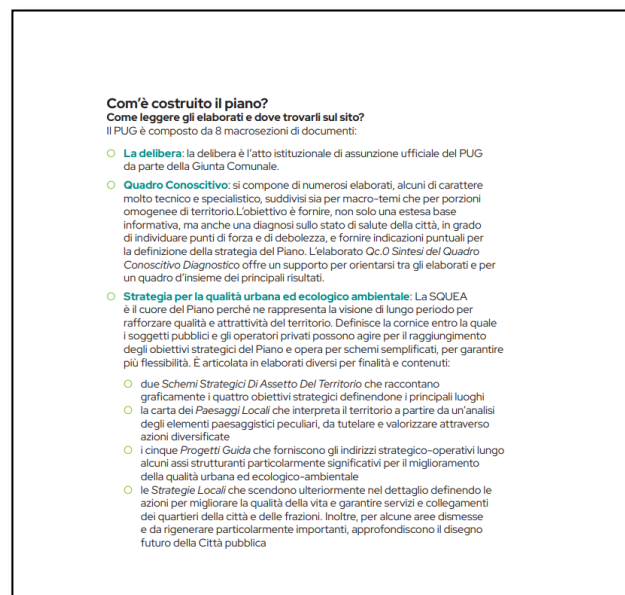 Com'è costruito il piano?
Come leggere gli elaborati e dove trovarli sul sito?
Il PUG è composto da 8 macrosezioni di documenti:
La delibera: la delibera è l'atto istituzionale di assunzione ufficiale del PUG
da parte della Giunta Comunale.
Quadro Conoscitivo: si compone di numerosi elaborati, alcuni di carattere
molto tecnico e specialistico, suddivisi sia per macro-temi che per porzioni
omogenee di territorio.L'obiettivo è fornire, non solo una estesa base
informativa, ma anche una diagnosi sullo stato di salute della città, in grado
di individuare punti di forza e di debolezza, e fornire indicazioni puntuali per
la definizione della strategia del Piano. L'elaborato Qc.0 Sintesi del Quadro
Conoscitivo Diagnostico offre un supporto per orientarsi tra gli elaborati e per
un quadro d'insieme dei principali risultati.
Strategia per la qualità urbana ed ecologico ambientale: La SQUEA
è il cuore del Piano perché ne rappresenta la visione di lungo periodo per
rafforzare qualità e attrattività del territorio. Definisce la cornice entro la quale
i soggetti pubblici e gli operatori privati possono agire per il raggiungimento
degli obiettivi strategici del Piano e opera per schemi semplificati, per garantire
più flessibilità. È articolata in elaborati diversi per finalità e contenuti:
due Schemi Strategici Di Assetto Del Territorio che raccontano
graficamente i quattro obiettivi strategici definendone i principali luoghi
la carta dei Paesaggi Locali che interpreta il territorio a partire da un'analisi
degli elementi paesaggistici peculiari, da tutelare e valorizzare attraverso
azioni diversificate
i cinque Progetti Guida che forniscono gli indirizzi strategico-operativi lungo
alcuni assi strutturanti particolarmente significativi per il miglioramento
della qualità urbana ed ecologico-ambientale
le Strategie Locali che scendono ulteriormente nel dettaglio definendo le
azioni per migliorare la qualità della vita e garantire servizi e collegamenti
dei quartieri della città e delle frazioni. Inoltre, per alcune aree dismesse
e da rigenerare particolarmente importanti, approfondiscono il disegno
futuro della Città pubblica